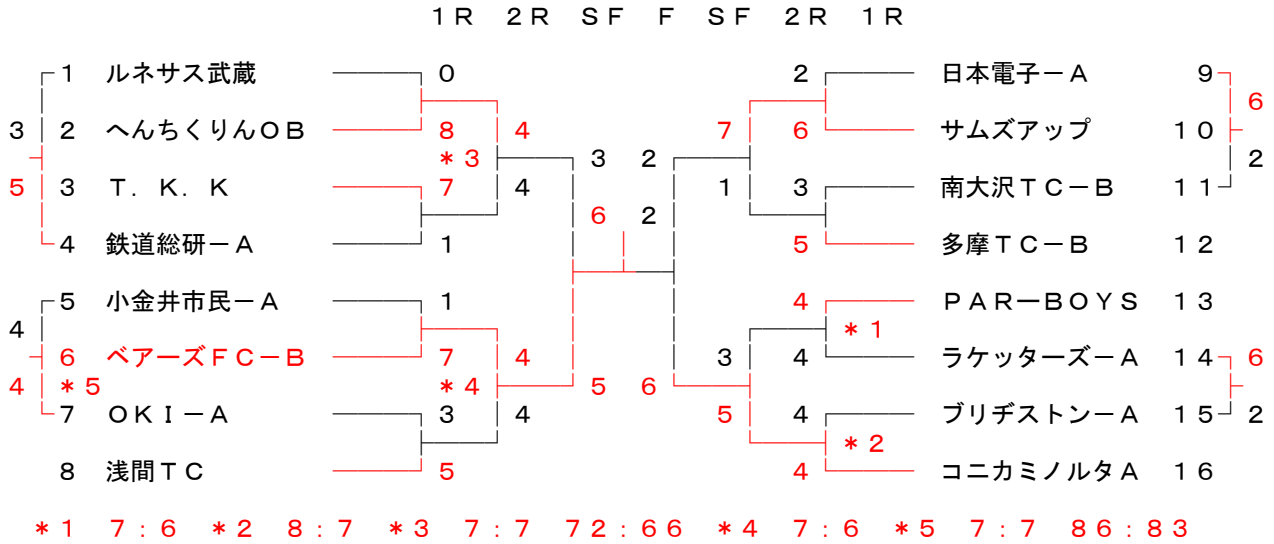 １Ｒ ２Ｒ ＳＦ Ｆ ＳＦ ２Ｒ １Ｒ
１ ルネサス武蔵 ０ ２ 日本電子－Ａ ９
６
３ ２ へんちくりんＯＢ ８ ４ ７ ６ サムズアップ １０
＊３ ３ ２ ２
５ ３ Ｔ．Ｋ．Ｋ ７ ４ １ ３ 南大沢ＴＣ－Ｂ １１
６ ２
４ 鉄道総研－Ａ １ ５ 多摩ＴＣ－Ｂ １２
５ 小金井市民－Ａ １ ４ ＰＡＲ－ＢＯＹＳ １３
４ ＊１
６ ベアーズＦＣ－Ｂ ７ ４ ３ ４ ラケッターズ－Ａ １４ ６
４ ＊５ ＊４ ５ ６
７ ＯＫＩ－Ａ ３ ４ ５ ４ ブリヂストン－Ａ １５ ２
＊２
８ 浅間ＴＣ ５ ４ コニカミノルタＡ １６
＊１ ７：６ ＊２ ８：７ ＊３ ７：７ ７２：６６ ＊４ ７：６ ＊５ ７：７ ８６：８３